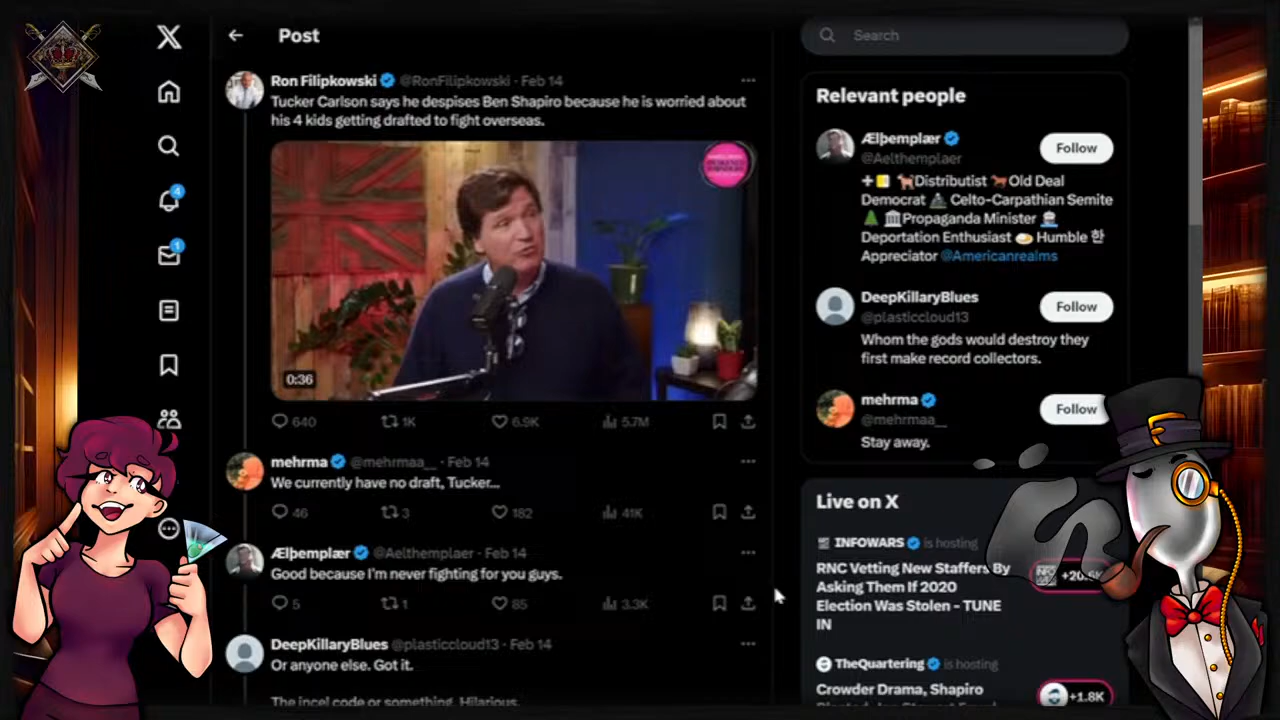 Post
Ron Filipkowski @RonFilipkowski · Feb 14
Tucker Carlson says he despises Ben Shapiro because he is worried about
his 4 kids getting drafted to fight overseas.
0:36
640 1K 6.9K 5.7M
mehrma @mehrmaa__ · Feb 14
We currently have no draft, Tucker...
46 3 182 41K
Ælþemplær @Aelthemplaer · Feb 14
Good because I'm never fighting for you guys.
5 1 85 3.3K
DeepKillaryBlues @plasticcloud13 · Feb 14
Or anyone else. Got it.
The incel code or something. Hilarious.
4
1
Search
Relevant people
Ælþemplær
@Aelthemplaer
Follow
Distributist Old Deal
Democrat Celto-Carpathian Semite
Propaganda Minister
Deportation Enthusiast Humble 한
Appreciator @Americanrealms
DeepKillaryBlues
@plasticcloud13
Follow
Whom the gods would destroy they
first make record collectors.
mehrma
@mehrmaa__
Follow
Stay away.
Live on X
INFOWARS is hosting
RNC Vetting New Staffers By
Asking Them If 2020
Election Was Stolen - TUNE
IN
TheQuartering is hosting
Crowder Drama, Shapiro
+1.8K